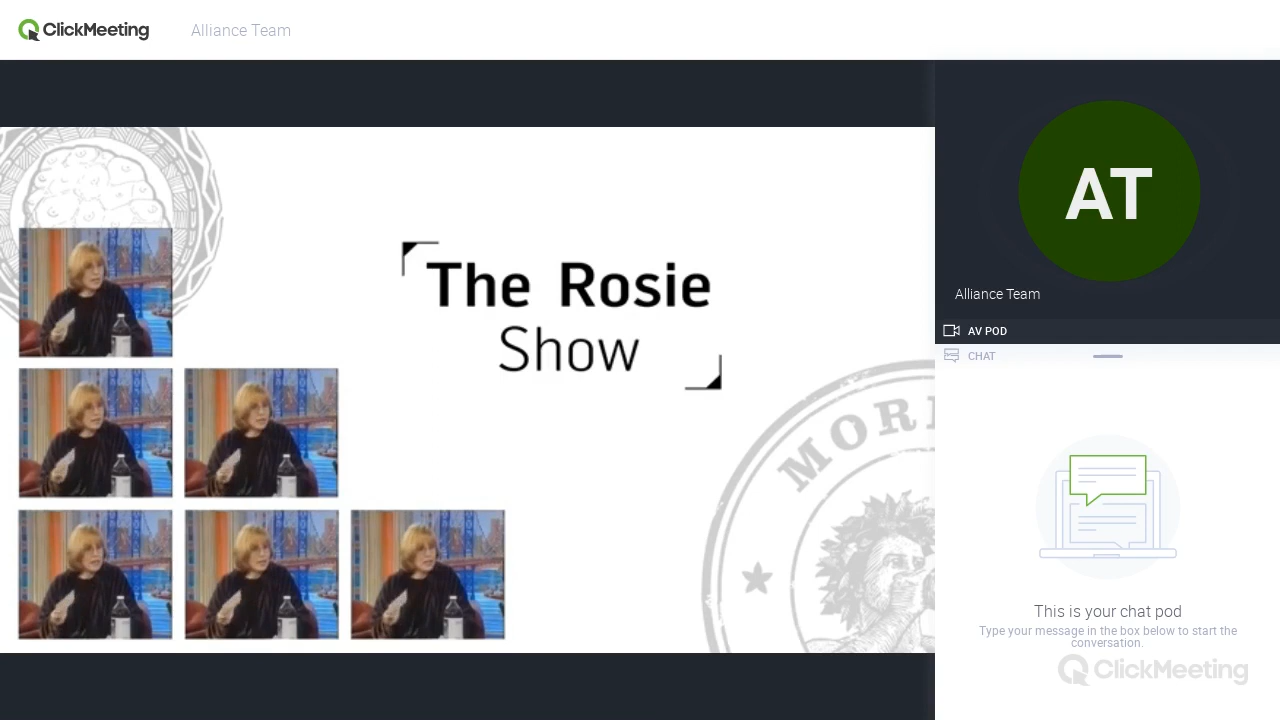 ClickMeeting
Alliance Team
The Rosie
Show
MOR
AT
Alliance Team
AV POD
CHAT
This is your chat pod
Type your message in the box below to start the
conversation.
ClickMeeting